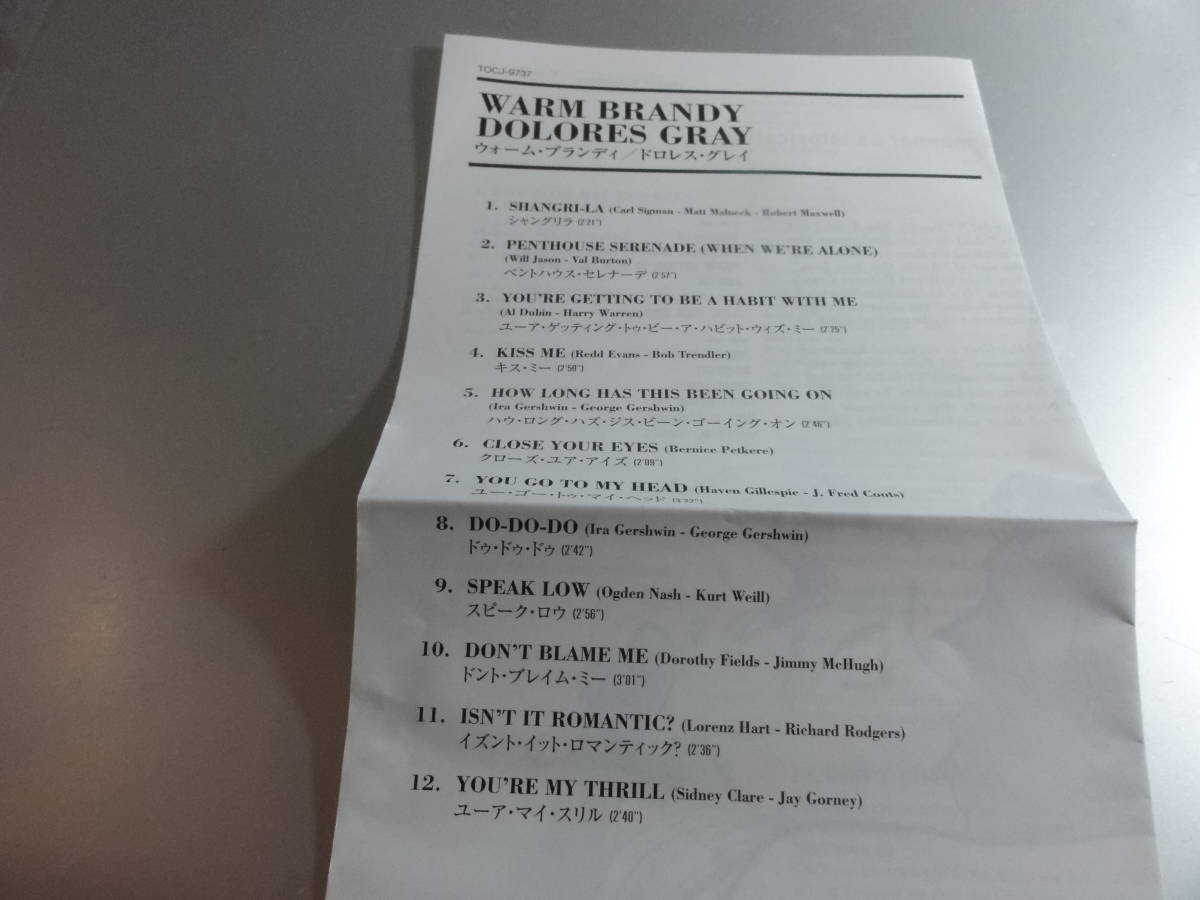 TOCJ-9737
WARM BRANDY
DOLORES GRAY
ウォーム・ブランディ／ドロレス・グレイ
1. SHANGRI-LA (Carl Sigman - Matt Malneck - Robert Maxwell)
シャングリラ (2'21")
2. PENTHOUSE SERENADE (WHEN WE'RE ALONE)
(Will Jason - Val Burton)
ペントハウス・セレナーデ (2'57")
3. YOU'RE GETTING TO BE A HABIT WITH ME
(Al Dubin - Harry Warren)
ユーア・ゲッティング・トゥ・ビー・ア・ハビット・ウィズ・ミー (2'25")
4. KISS ME (Redd Evans - Bob Trendler)
キス・ミー (2'50")
5. HOW LONG HAS THIS BEEN GOING ON
(Ira Gershwin - George Gershwin)
ハウ・ロング・ハズ・ジス・ビーン・ゴーイング・オン (2'46")
6. CLOSE YOUR EYES (Bernice Petkere)
クローズ・ユア・アイズ (2'09")
7. YOU GO TO MY HEAD (Haven Gillespie - J. Fred Coots)
ユー・ゴー・トゥ・マイ・ヘッド
8. DO-DO-DO (Ira Gershwin - George Gershwin)
ドゥ・ドゥ・ドゥ (2'42")
9. SPEAK LOW (Ogden Nash - Kurt Weill)
スピーク・ロウ (2'56")
10. DON'T BLAME ME (Dorothy Fields - Jimmy McHugh)
ドント・ブレイム・ミー (3'01")
11. ISN'T IT ROMANTIC? (Lorenz Hart - Richard Rodgers)
イズント・イット・ロマンティック? (2'36")
12. YOU'RE MY THRILL (Sidney Clare - Jay Gorney)
ユーア・マイ・スリル (2'40")